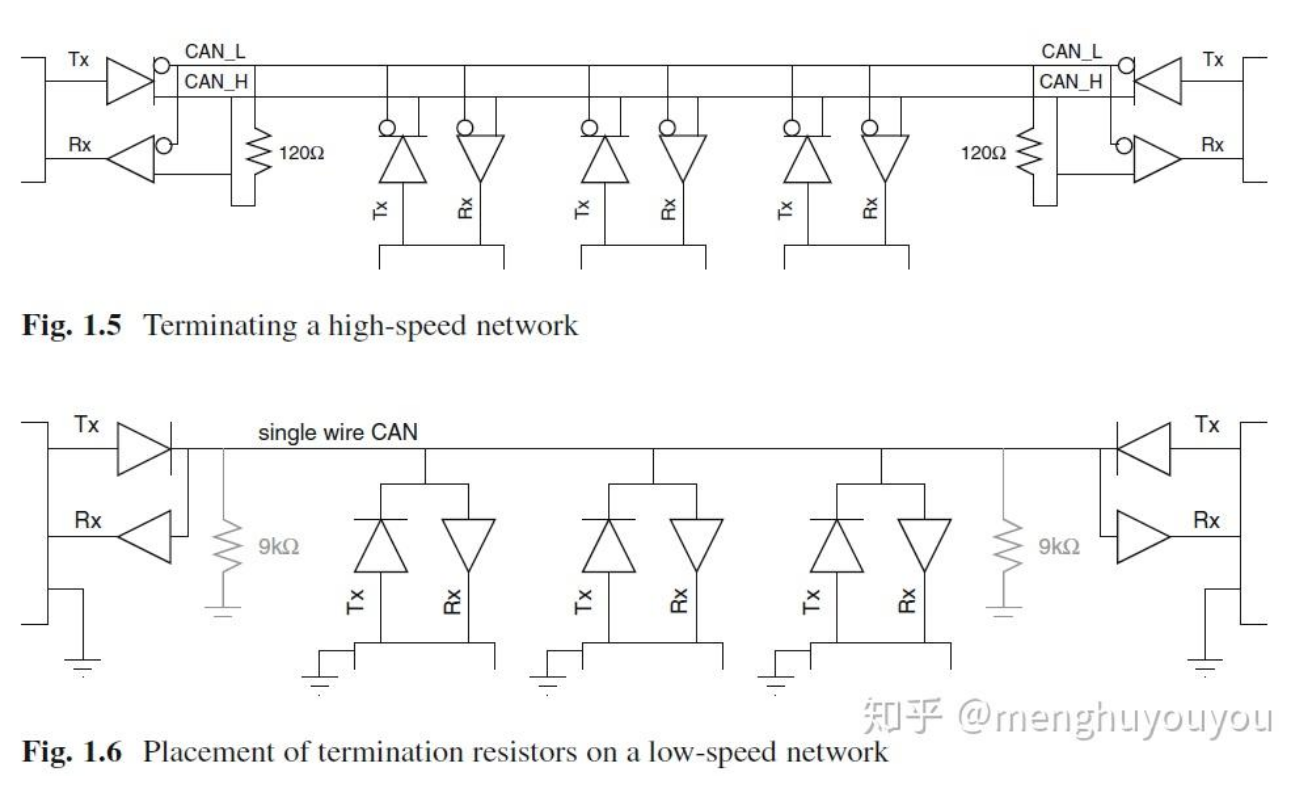 Tx
CAN_L
CAN_H
Rx
120Ω
Tx
Rx
Tx
Rx
Tx
Rx
120Ω
CAN_L
CAN_H
Tx
Rx
Fig. 1.5 Terminating a high-speed network
Tx
single wire CAN
Rx
9kΩ
Tx
Rx
Tx
Rx
Tx
Rx
9kΩ
Tx
Rx
知乎 @menghuyouyou
Fig. 1.6 Placement of termination resistors on a low-speed network